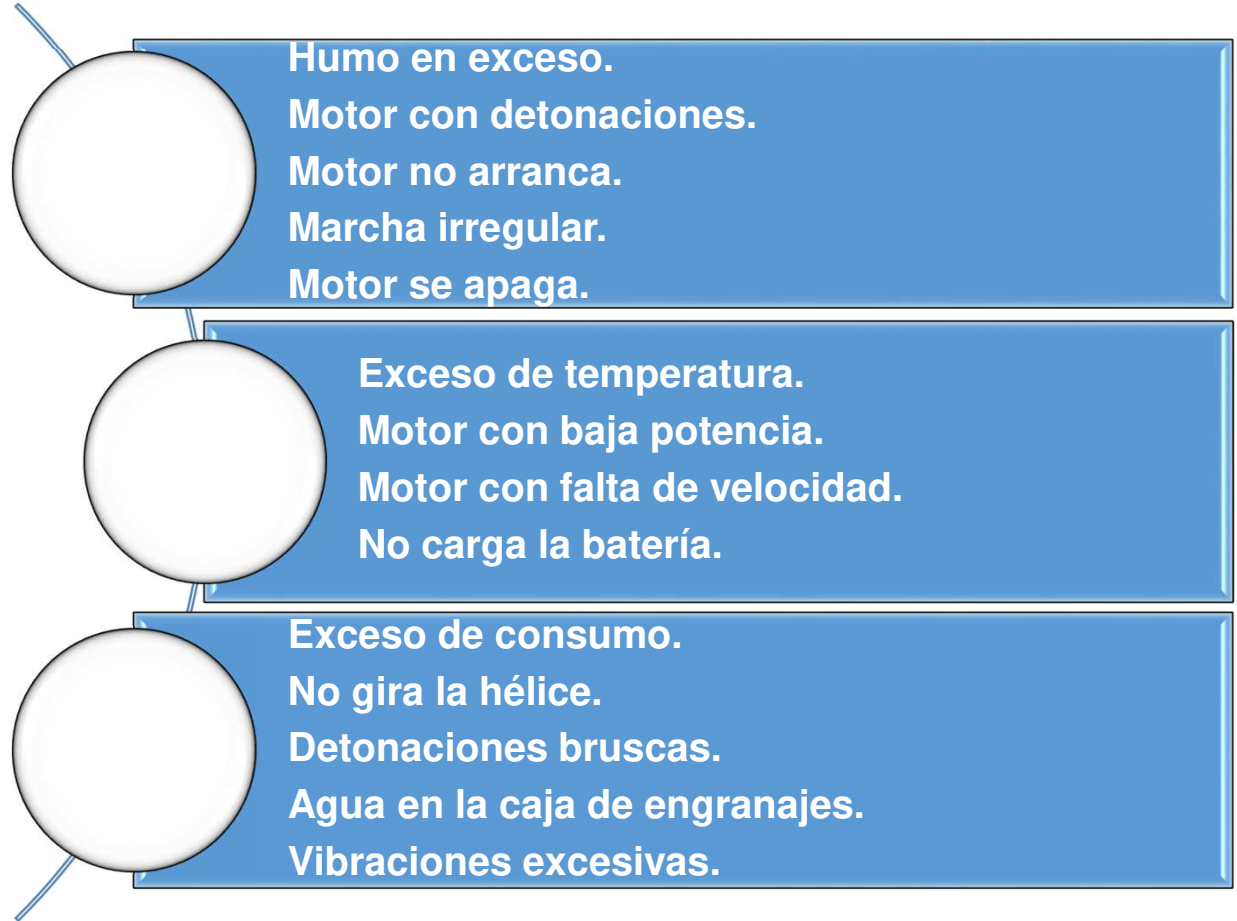 Humo en exceso.
Motor con detonaciones.
Motor no arranca.
Marcha irregular.
Motor se apaga.
Exceso de temperatura.
Motor con baja potencia.
Motor con falta de velocidad.
No carga la batería.
Exceso de consumo.
No gira la hélice.
Detonaciones bruscas.
Agua en la caja de engranajes.
Vibraciones excesivas.